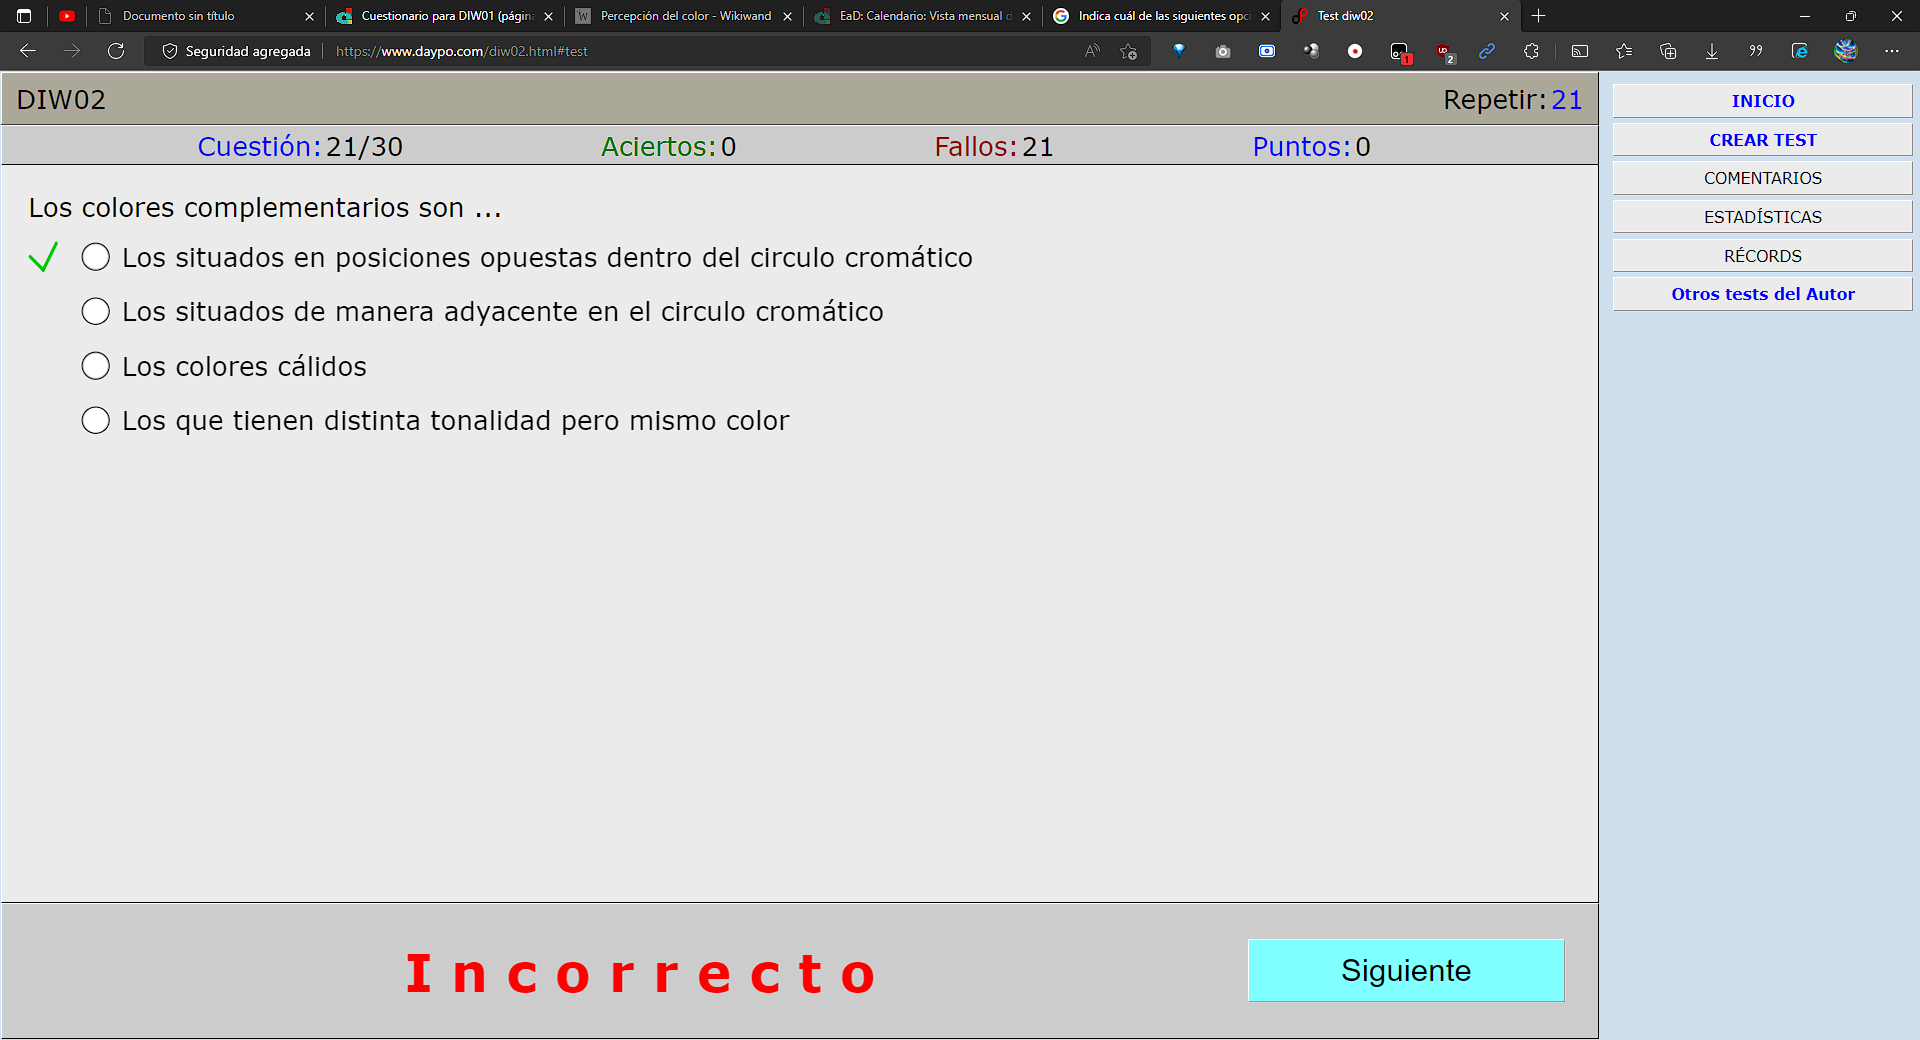 Documento sin título
Cuestionario para DIW01 (págin
Percepción del color - Wikiwand
EaD: Calendario: Vista mensual d
Indica cuál de las siguientes opc
Test diw02
Seguridad agregada
https://www.daypo.com/diw02.html#test
DIW02
Repetir:21
Cuestión:21/30
Aciertos:0
Fallos:21
Puntos:0
Los colores complementarios son ...
Los situados en posiciones opuestas dentro del circulo cromático
Los situados de manera adyacente en el circulo cromático
Los colores cálidos
Los que tienen distinta tonalidad pero mismo color
Incorrecto
Siguiente
INICIO
CREAR TEST
COMENTARIOS
ESTADÍSTICAS
RÉCORDS
Otros tests del Autor